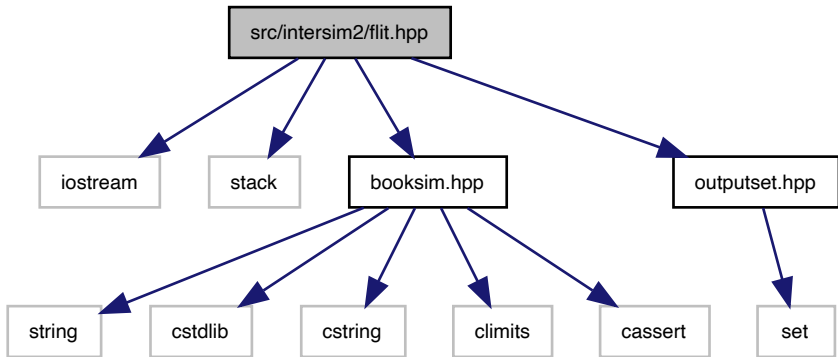 src/intersim2/flit.hpp
iostream
stack
booksim.hpp
outputset.hpp
string
cstdlib
cstring
climits
cassert
set